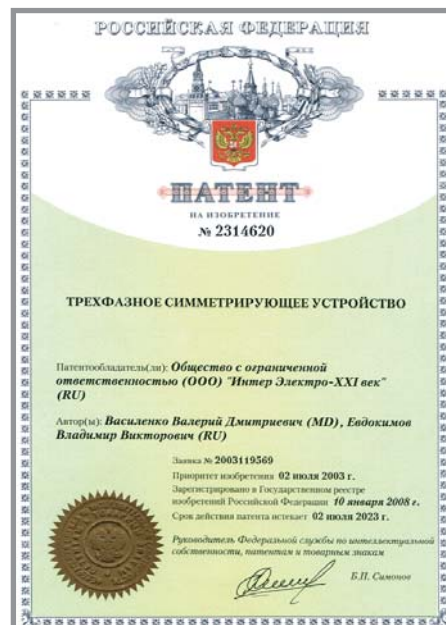 РОССИЙСКАЯ ФЕДЕРАЦИЯ
ПАТЕНТ
НА ИЗОБРЕТЕНИЕ
№ 2314620
ТРЕХФАЗНОЕ СИММЕТРИРУЮЩЕЕ УСТРОЙСТВО
Патентообладатель(ли): Общество с ограниченной
ответственностью (ООО) "Интер Электро-XXI век"
(RU)
Автор(ы): Василенко Валерий Дмитриевич (MD), Евдокимов
Владимир Викторович (RU)
Заявка № 2003119569
Приоритет изобретения 02 июля 2003 г.
Зарегистрировано в Государственном реестре
изобретений Российской Федерации 10 января 2008 г.
Срок действия патента истекает 02 июля 2023 г.
Руководитель Федеральной службы по интеллектуальной
собственности, патентам и товарным знакам
Б.П. Симонов